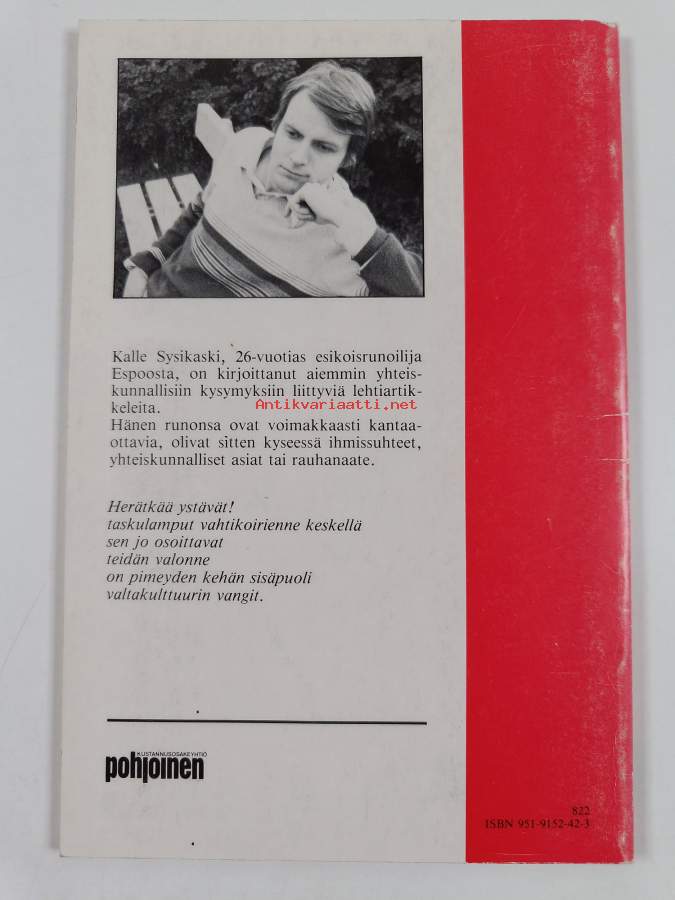 Kalle Sysikaski, 26-vuotias esikoisrunoilija
Espoosta, on kirjoittanut aiemmin yhteis-
kunnallisiin kysymyksiin liittyviä lehtiartik-
keleita.
Antikvariaatti.net
Hänen runonsa ovat voimakkaasti kantaa-
ottavia, olivat sitten kyseessä ihmissuhteet,
yhteiskunnalliset asiat tai rauhanaate.
Herätkää ystävät!
taskulamput vahtikoirienne keskellä
sen jo osoittavat
teidän valonne
on pimeyden kehän sisäpuoli
valtakulttuurin vangit.
KUSTANNUSOSAKEYHTIÖ
pohjoinen
822
ISBN 951-9152-42-3